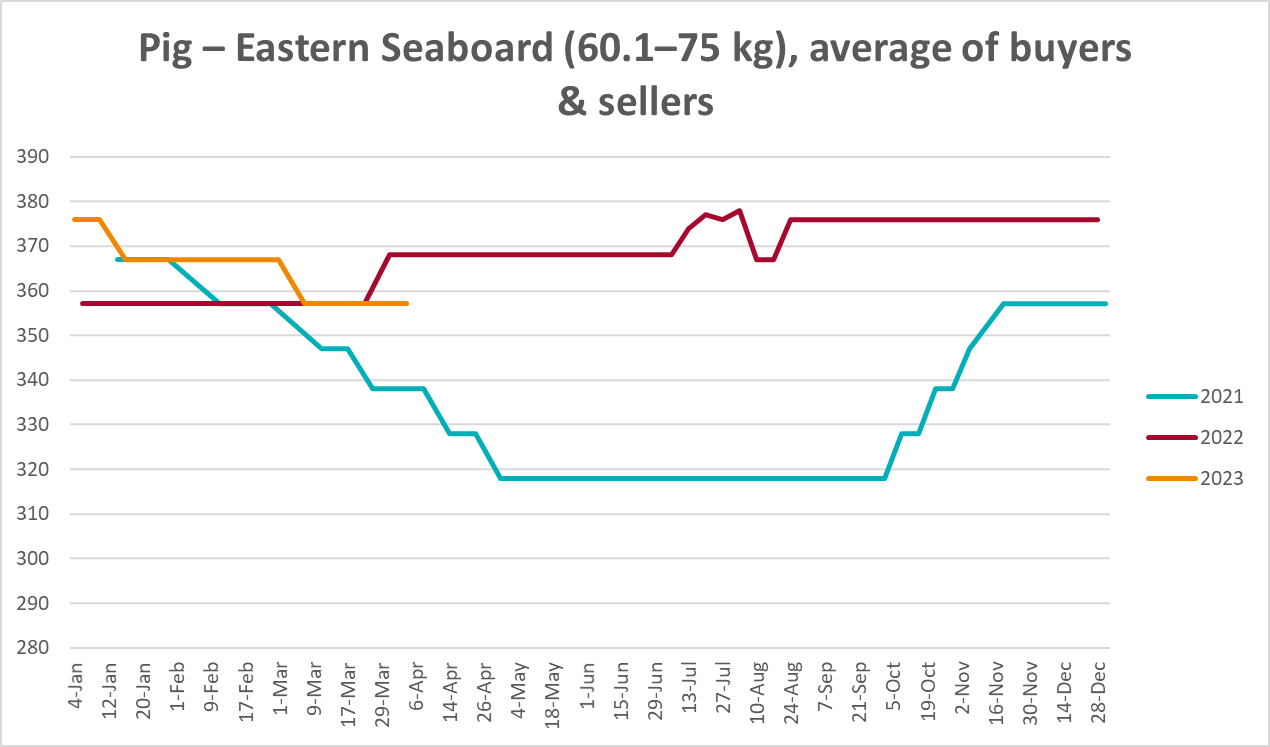 Pig – Eastern Seaboard (60.1–75 kg), average of buyers
& sellers
390
380
370
360
350
340
330
320
310
300
290
280
4-Jan
12-Jan
20-Jan
1-Feb
9-Feb
17-Feb
1-Mar
9-Mar
17-Mar
29-Mar
6-Apr
14-Apr
26-Apr
4-May
18-May
1-Jun
15-Jun
29-Jun
13-Jul
27-Jul
10-Aug
24-Aug
7-Sep
21-Sep
5-Oct
19-Oct
2-Nov
16-Nov
30-Nov
14-Dec
28-Dec
2021
2022
2023